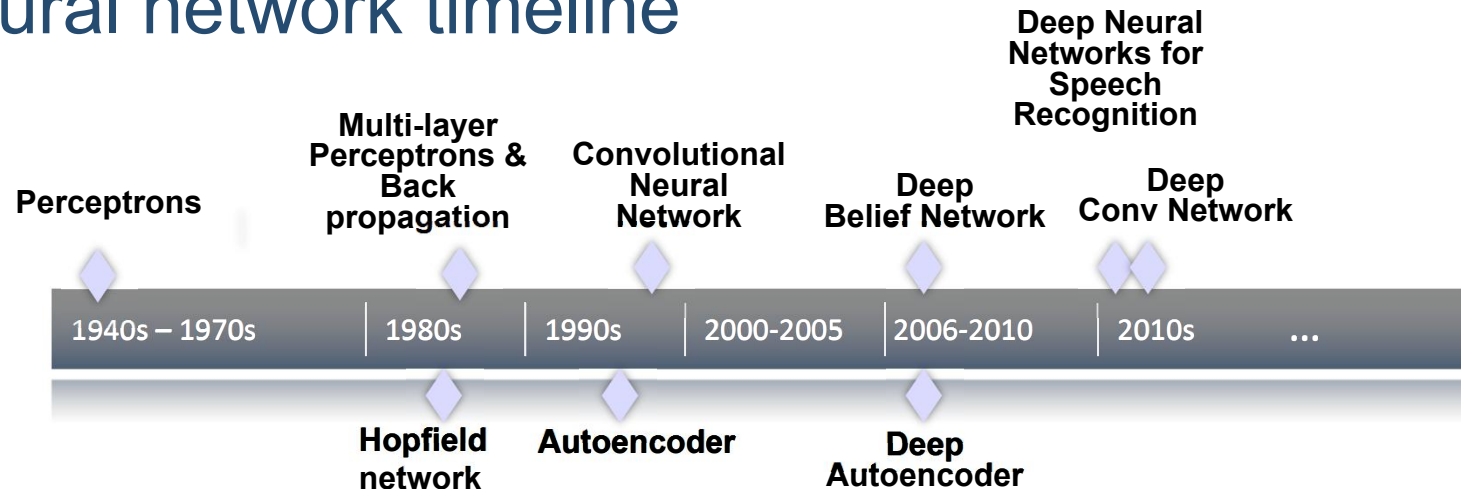 ural network timeline
Deep Neural
Networks for
Speech
Recognition
Multi-layer
Perceptrons &
Back
propagation
Convolutional
Neural
Network
Perceptrons
Deep
Belief Network
Deep
Conv Network
1940s – 1970s
1980s
1990s
2000-2005
2006-2010
2010s
...
Hopfield
network
Autoencoder
Deep
Autoencoder